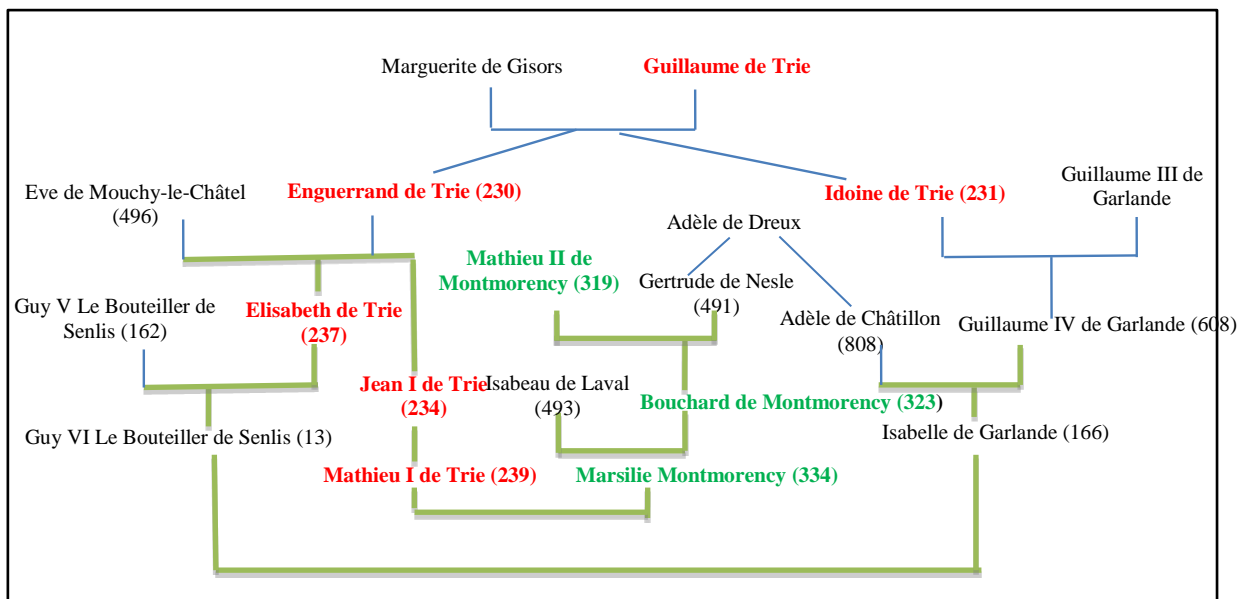 Marguerite de Gisors
Guillaume de Trie
Eve de Mouchy-le-Châtel
(496)
Enguerrand de Trie (230)
Idoine de Trie (231)
Guillaume III de
Garlande
Adèle de Dreux
Mathieu II de
Montmorency (319)
Gertrude de Nesle
(491)
Guy V Le Bouteiller de
Senlis (162)
Elisabeth de Trie
(237)
Adèle de Châtillon
(808)
Guillaume IV de Garlande (608)
Jean I de Trie
(234)
Isabeau de Laval
(493)
Bouchard de Montmorency (323)
Guy VI Le Bouteiller de Senlis (13)
Isabelle de Garlande (166)
Mathieu I de Trie (239)
Marsilie Montmorency (334)